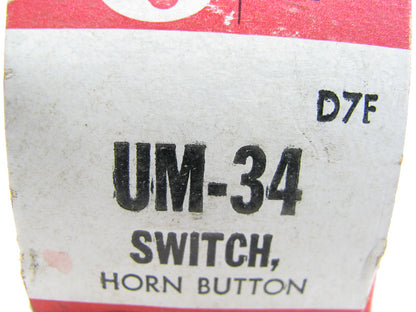 D7F
UM-34
SWITCH,
HORN BUTTON